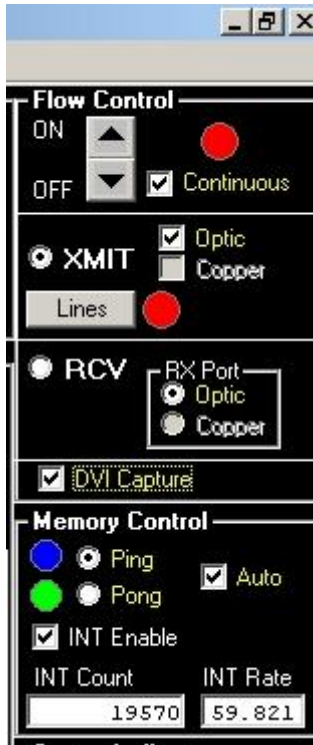 Flow Control
ON
OFF
Continuous
XMIT
Optic
Copper
Lines
RCV
RX Port
Optic
Copper
DVI Capture
Memory Control
Ping
Pong
Auto
INT Enable
INT Count
INT Rate
19570
59.821